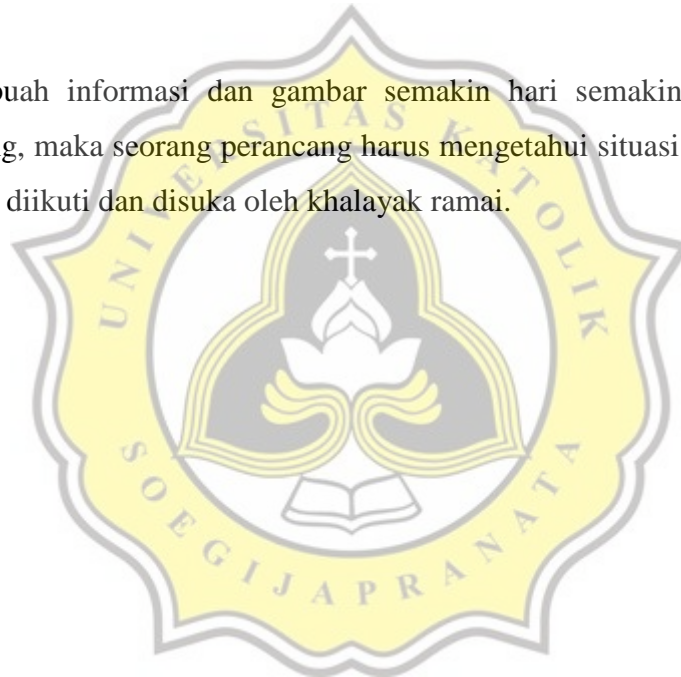 buah informasi dan gambar semakin hari semakin
g, maka seorang perancang harus mengetahui situasi
diikuti dan disuka oleh khalayak ramai.
UNIVERSITAS KATOLIK
SOEGIJAPRANATA